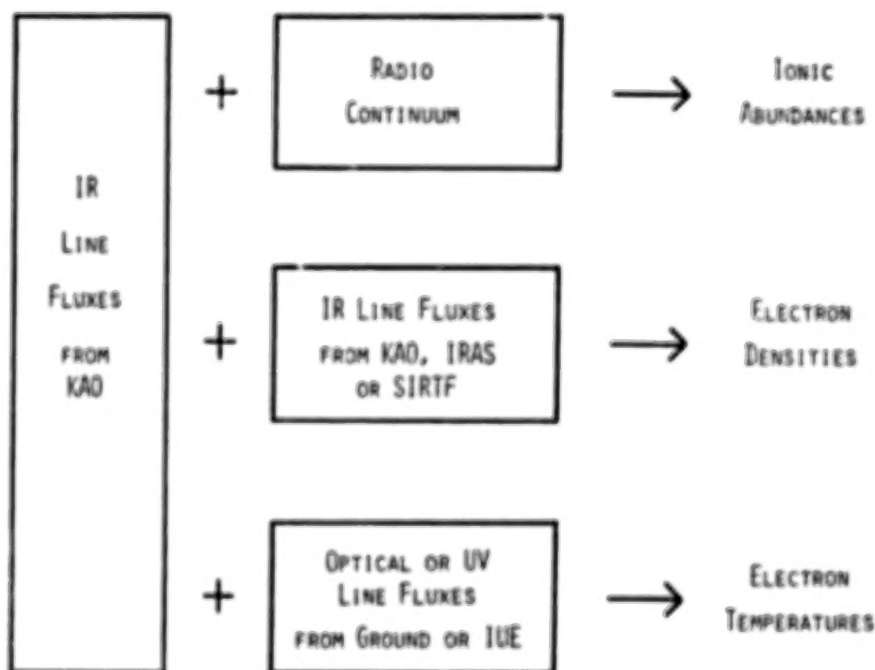 IR
LINE
FLUXES
FROM
KAO
+
RADIO
CONTINUUM
→
IONIC
ABUNDANCES
+
IR LINE FLUXES
FROM KAO, IRAS
OR SIRTF
→
ELECTRON
DENSITIES
+
OPTICAL OR UV
LINE FLUXES
FROM GROUND OR IUE
→
ELECTRON
TEMPERATURES